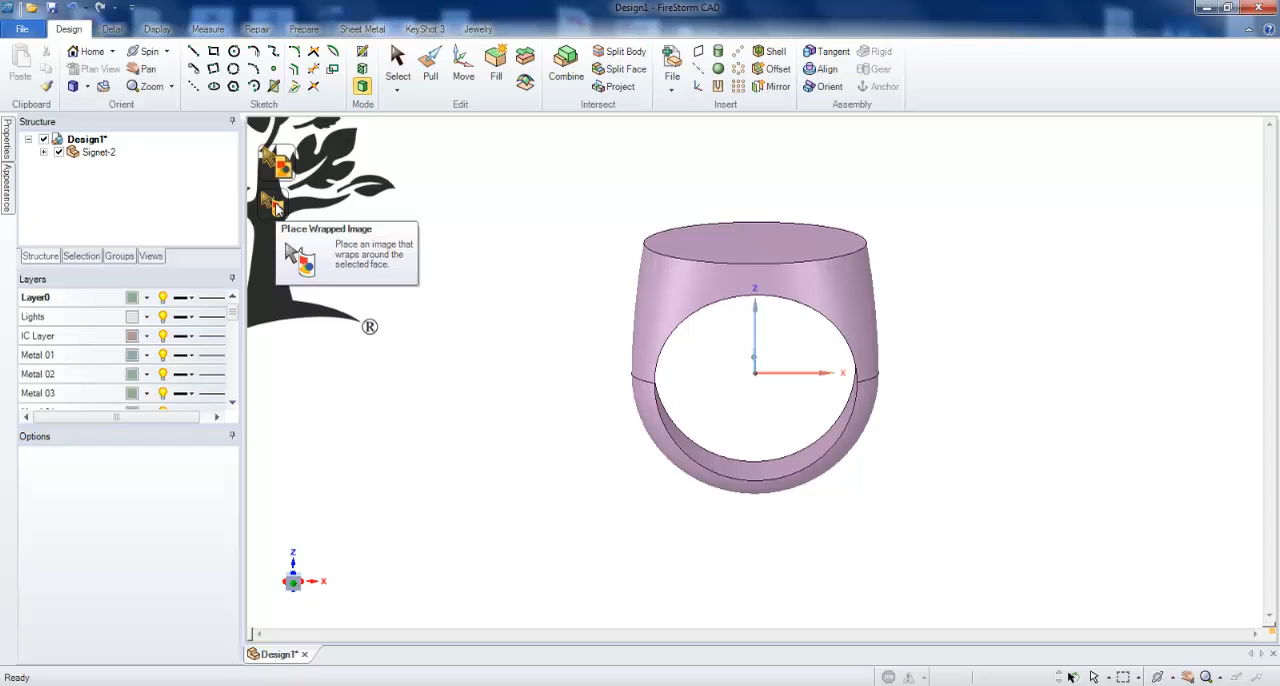 Design1 - FireStorm CAD
File Design Detail Display Measure Repair Prepare Sheet Metal KeyShot 3 Jewelry
Home Spin Split Body Shell Tangent Rigid
Paste Plan View Pan Select Pull Move Fill Combine Split Face File Offset Align Gear
Zoom Project Mirror Orient Anchor
Clipboard Orient Sketch Mode Edit Intersect Insert Assembly
Properties
Appearance
Structure
Design1*
Signet-2
Structure Selection Groups Views
Layers
Layer0
Lights
IC Layer
Metal 01
Metal 02
Metal 03
Options
Place Wrapped Image
Place an image that
wraps around the
selected face.
®
Z
X
Z
X
Design1*
Ready